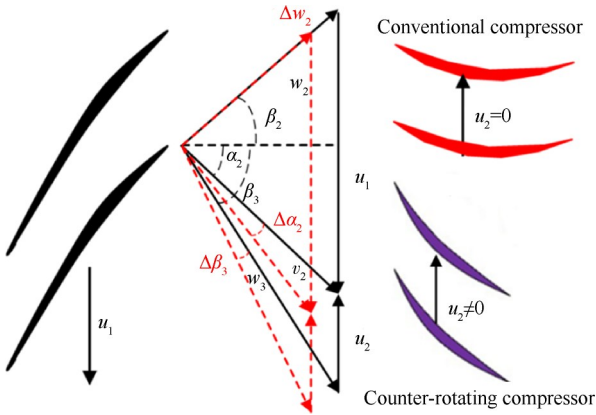 Δw₂
Conventional compressor
w₂
u₂=0
β₂
α₂
β₃
u₁
Δα₂
Δβ₃
w₃
v₂
u₁
u₂≠0
u₂
Counter-rotating compressor